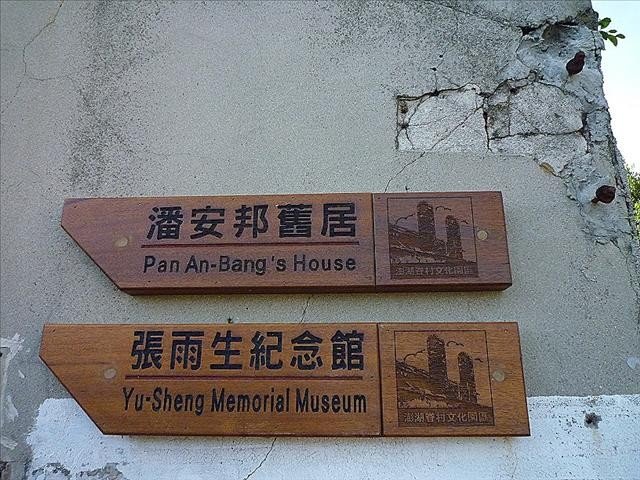 潘安邦舊居
Pan An-Bang's House
澎湖眷村文化園區
張雨生紀念館
Yu-Sheng Memorial Museum
澎湖眷村文化園區